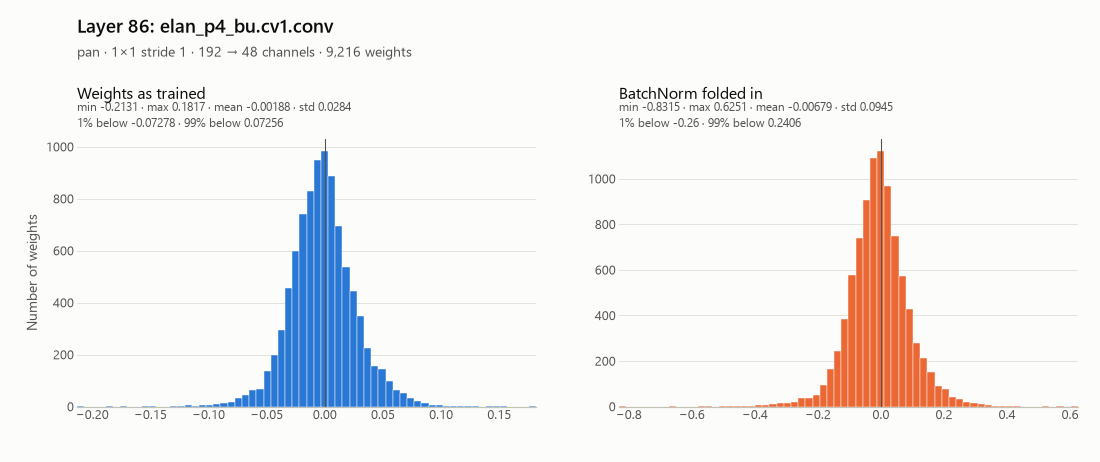 Layer 86: elan_p4_bu.cv1.conv
pan · 1×1 stride 1 · 192 → 48 channels · 9,216 weights
Weights as trained
min -0.2131 · max 0.1817 · mean -0.00188 · std 0.0284
1% below -0.07278 · 99% below 0.07256
Number of weights
1000
800
600
400
200
0
−0.20 −0.15 −0.10 −0.05 0.00 0.05 0.10 0.15
BatchNorm folded in
min -0.8315 · max 0.6251 · mean -0.00679 · std 0.0945
1% below -0.26 · 99% below 0.2406
1000
800
600
400
200
0
−0.8 −0.6 −0.4 −0.2 0.0 0.2 0.4 0.6